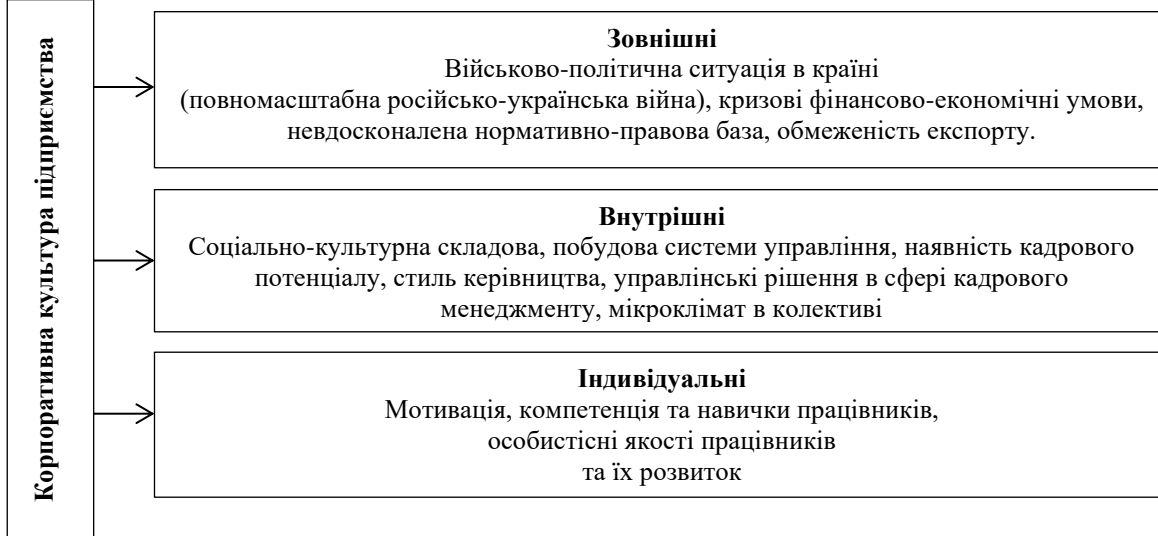 Корпоративна культура підприємства
Зовнішні
Військово-політична ситуація в країні
(повномасштабна російсько-українська війна), кризові фінансово-економічні умови,
невдосконалена нормативно-правова база, обмеженість експорту.
Внутрішні
Соціально-культурна складова, побудова системи управління, наявність кадрового
потенціалу, стиль керівництва, управлінські рішення в сфері кадрового
менеджменту, мікроклімат в колективі
Індивідуальні
Мотивація, компетенція та навички працівників,
особистісні якості працівників
та їх розвиток